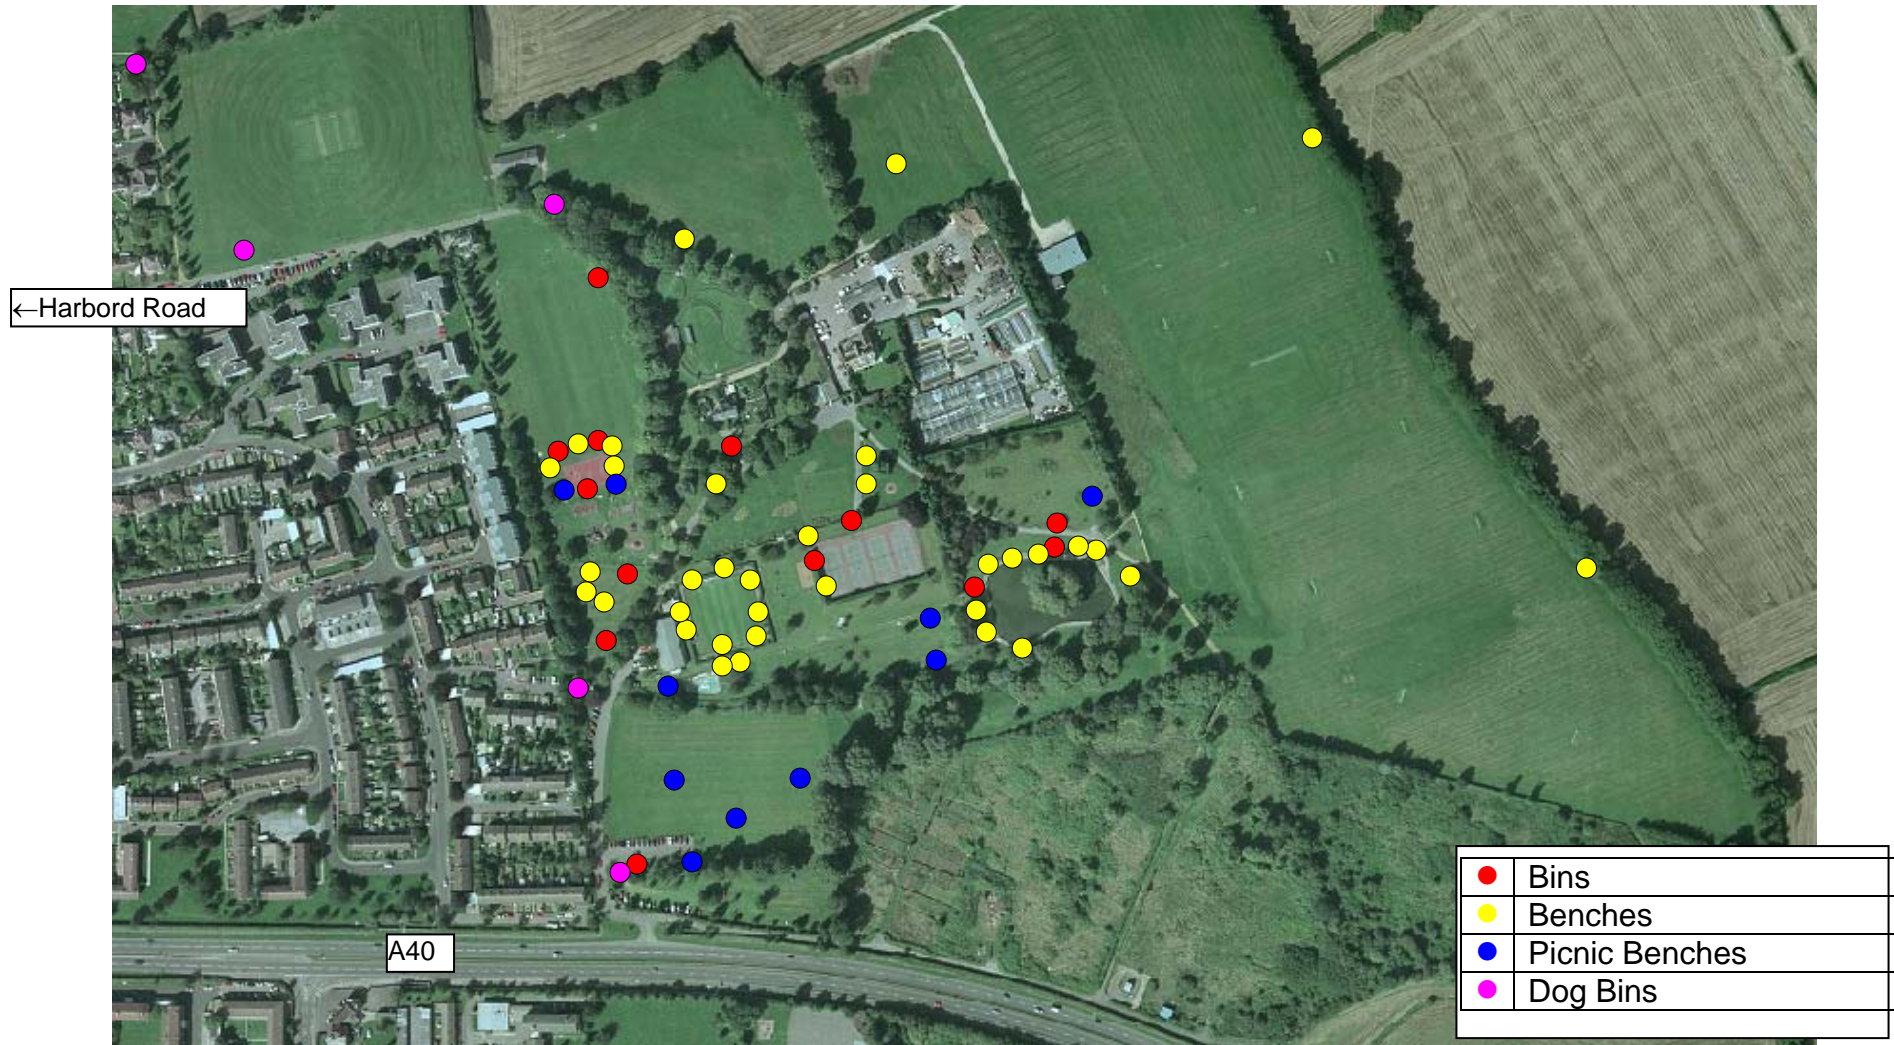 ←Harbord Road
A40
Bins
Benches
Picnic Benches
Dog Bins